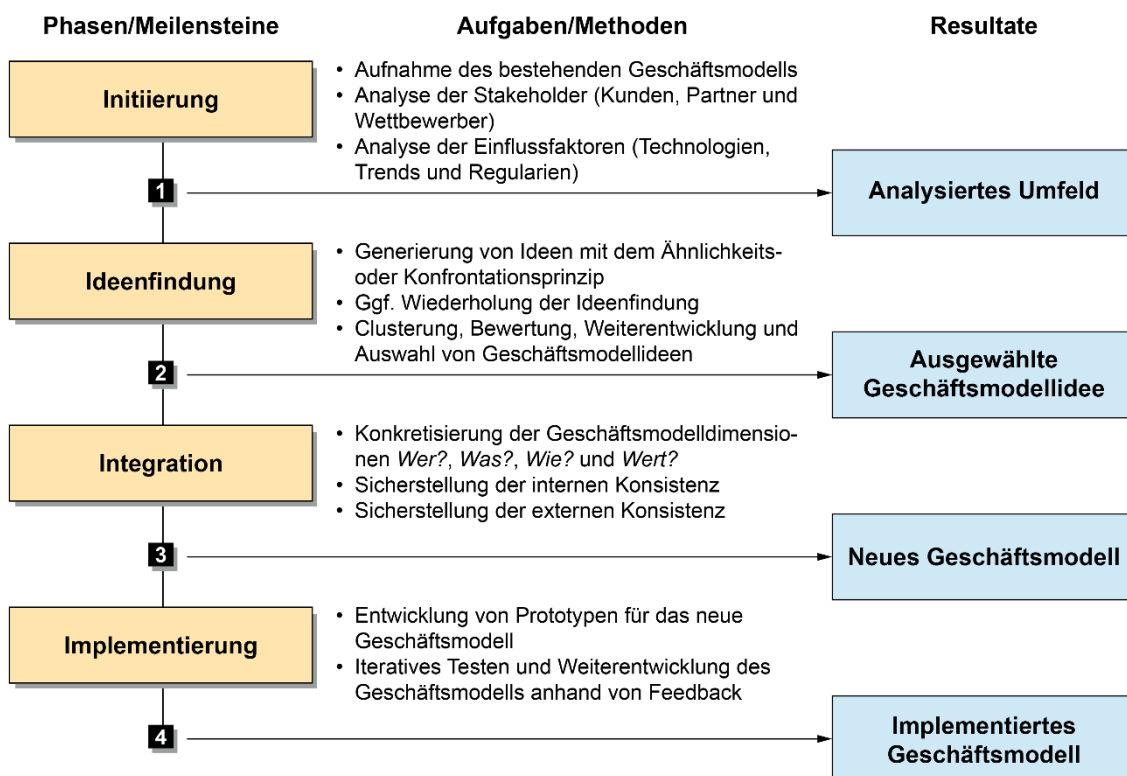 Phasen/Meilensteine
Aufgaben/Methoden
Resultate
Initiierung
• Aufnahme des bestehenden Geschäftsmodells
• Analyse der Stakeholder (Kunden, Partner und
Wettbewerber)
• Analyse der Einflussfaktoren (Technologien,
Trends und Regularien)
1
Analysiertes Umfeld
Ideenfindung
• Generierung von Ideen mit dem Ähnlichkeits-
oder Konfrontationsprinzip
• Ggf. Wiederholung der Ideenfindung
• Clusterung, Bewertung, Weiterentwicklung und
Auswahl von Geschäftsmodellideen
2
Ausgewählte
Geschäftsmodellidee
Integration
• Konkretisierung der Geschäftsmodelldimensio-
nen Wer?, Was?, Wie? und Wert?
• Sicherstellung der internen Konsistenz
• Sicherstellung der externen Konsistenz
3
Neues Geschäftsmodell
Implementierung
• Entwicklung von Prototypen für das neue
Geschäftsmodell
• Iteratives Testen und Weiterentwicklung des
Geschäftsmodells anhand von Feedback
4
Implementiertes
Geschäftsmodell